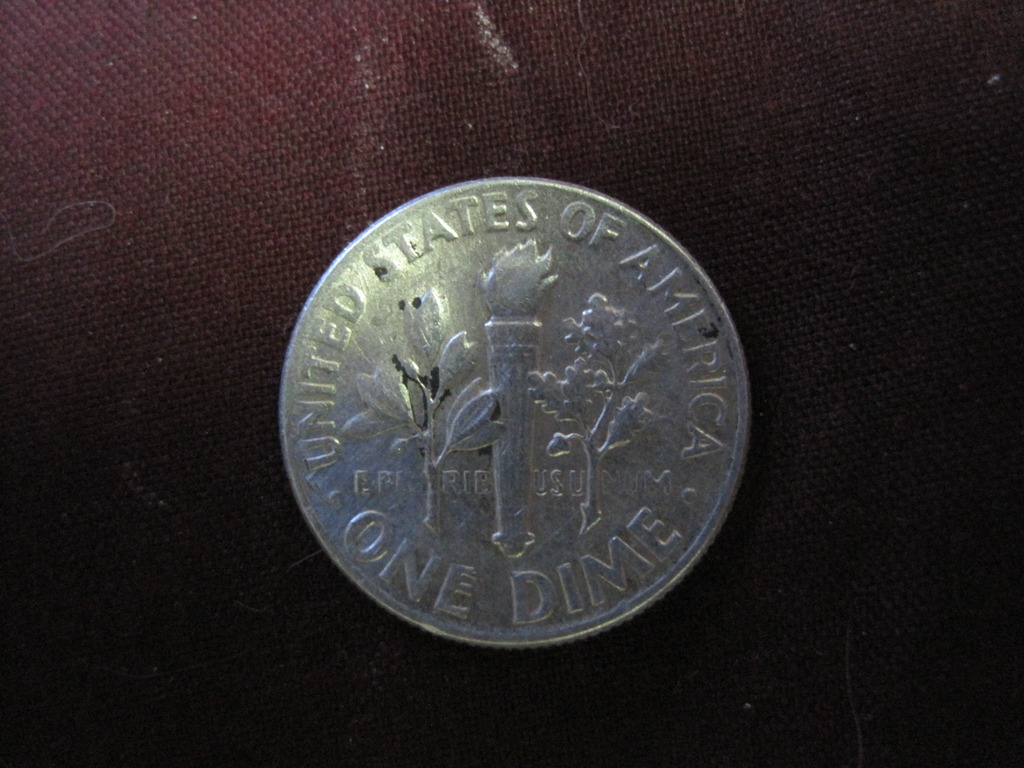 UNITED STATES OF AMERICA
E PLURIBUS UNUM
• ONE DIME •